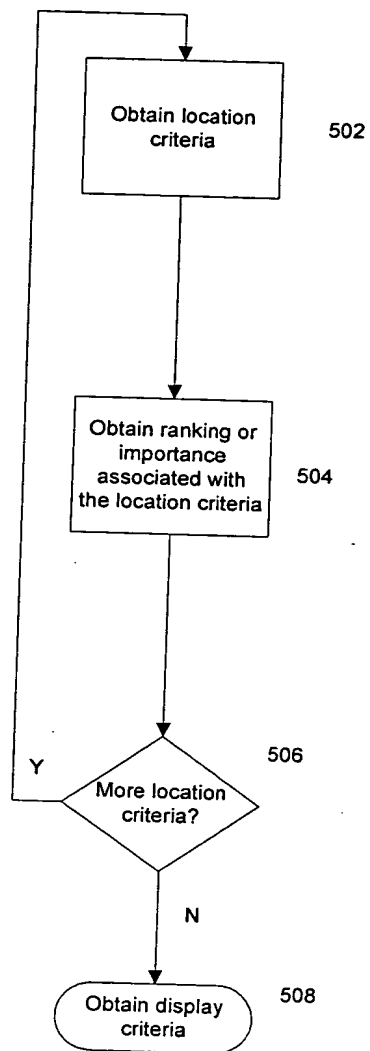 Obtain location
criteria
502
Obtain ranking or
importance
associated with
the location criteria
504
506
Y
More location
criteria?
N
508
Obtain display
criteria